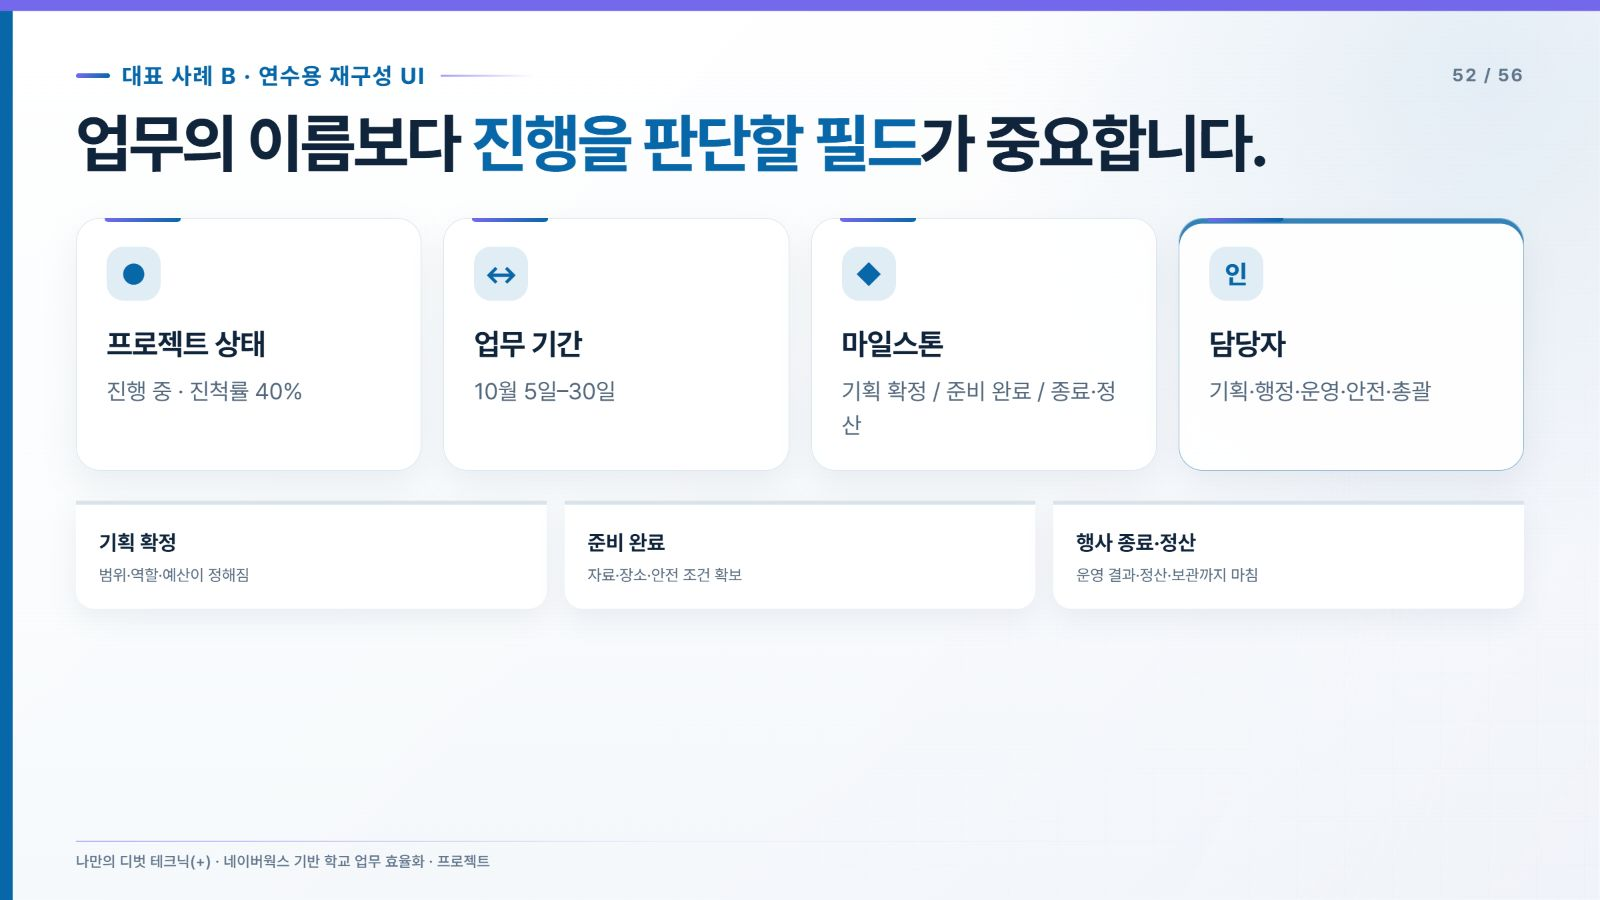 대표 사례 B · 연수용 재구성 UI
52 / 56
업무의 이름보다 진행을 판단할 필드가 중요합니다.
프로젝트 상태
진행 중 · 진척률 40%
업무 기간
10월 5일–30일
마일스톤
기획 확정 / 준비 완료 / 종료·정
산
인
담당자
기획·행정·운영·안전·총괄
기획 확정
범위·역할·예산이 정해짐
준비 완료
자료·장소·안전 조건 확보
행사 종료·정산
운영 결과·정산·보관까지 마침
나만의 디벗 테크닉(+) · 네이버웍스 기반 학교 업무 효율화 · 프로젝트